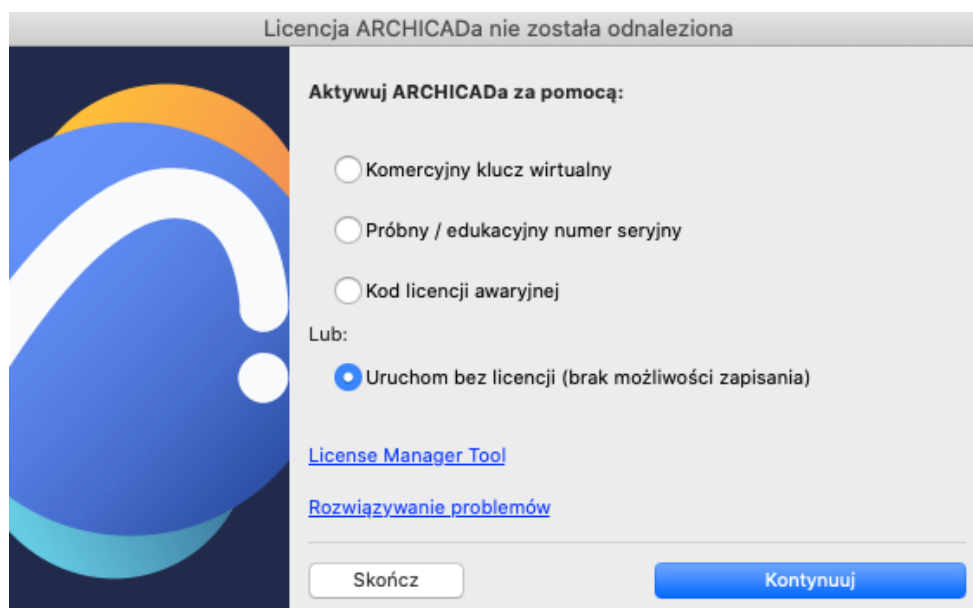 Licencja ARCHICADa nie została odnaleziona
Aktywuj ARCHICADa za pomocą:
Komercyjny klucz wirtualny
Próbny / edukacyjny numer seryjny
Kod licencji awaryjnej
Lub:
Uruchom bez licencji (brak możliwości zapisania)
License Manager Tool
Rozwiązywanie problemów
Skończ
Kontynuuj